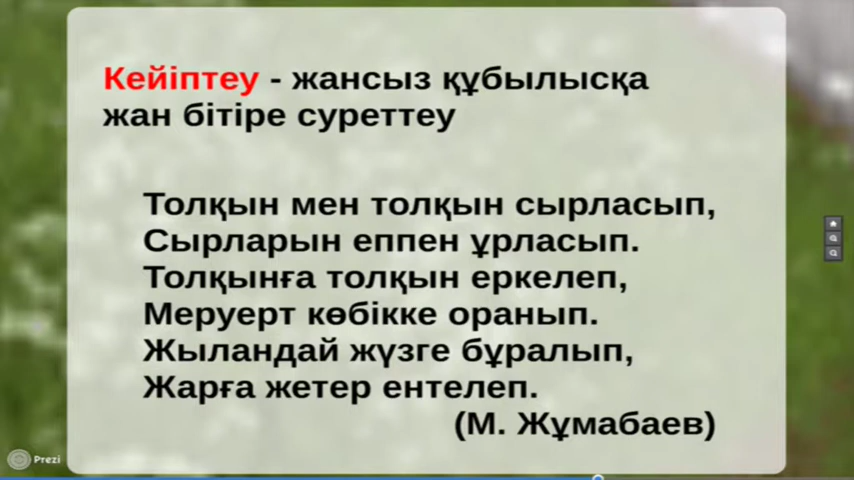 Кейіптеу - жансыз құбылысқа
жан бітіре суреттеу
Толқын мен толқын сырласып,
Сырларын еппен ұрласып.
Толқынға толқын еркелеп,
Меруерт көбікке оранып.
Жыландай жүзге бұралып,
Жарға жетер ентелеп.
(М. Жұмабаев)
Prezi